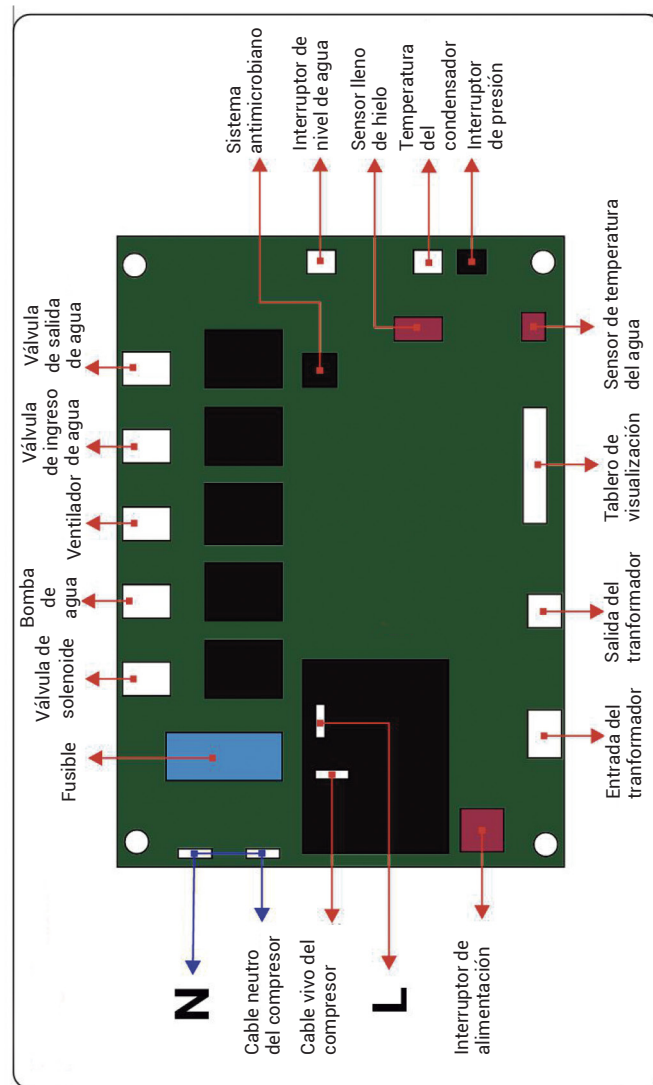 Sistema
antimicrobiano
Interruptor de
nivel de agua
Sensor lleno
de hielo
Temperatura
del
condensador
Interruptor
de presión
Válvula
de salida
de agua
Válvula
de ingreso
de agua
Ventilador
Bomba
de
agua
Válvula de
solenoide
Fusible
Sensor de temperatura
del agua
Tablero de
visualización
Salida del
tranformador
Entrada del
tranformador
N
Cable neutro
del compresor
Cable vivo del
compresor
L
Interruptor de
alimentación